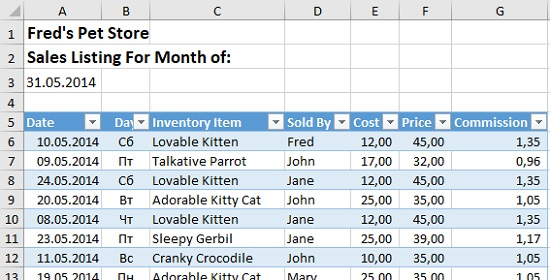 A B C D E F G
1 Fred's Pet Store
2 Sales Listing For Month of:
3 31.05.2014
4
5 Date Day Inventory Item Sold By Cost Price Commission
6 10.05.2014 Сб Lovable Kitten Fred 12,00 45,00 1,35
7 09.05.2014 Пт Talkative Parrot John 17,00 32,00 0,96
8 24.05.2014 Сб Lovable Kitten Jane 12,00 45,00 1,35
9 20.05.2014 Вт Adorable Kitty Cat John 25,00 35,00 1,05
10 08.05.2014 Чт Lovable Kitten Jane 12,00 45,00 1,35
11 23.05.2014 Пт Sleepy Gerbil Jane 25,00 39,00 1,17
12 11.05.2014 Вс Cranky Crocodile John 10,00 35,00 1,05
13 19.05.2014 Пн Adorable Kitty Cat Mary 25,00 35,00 1,05